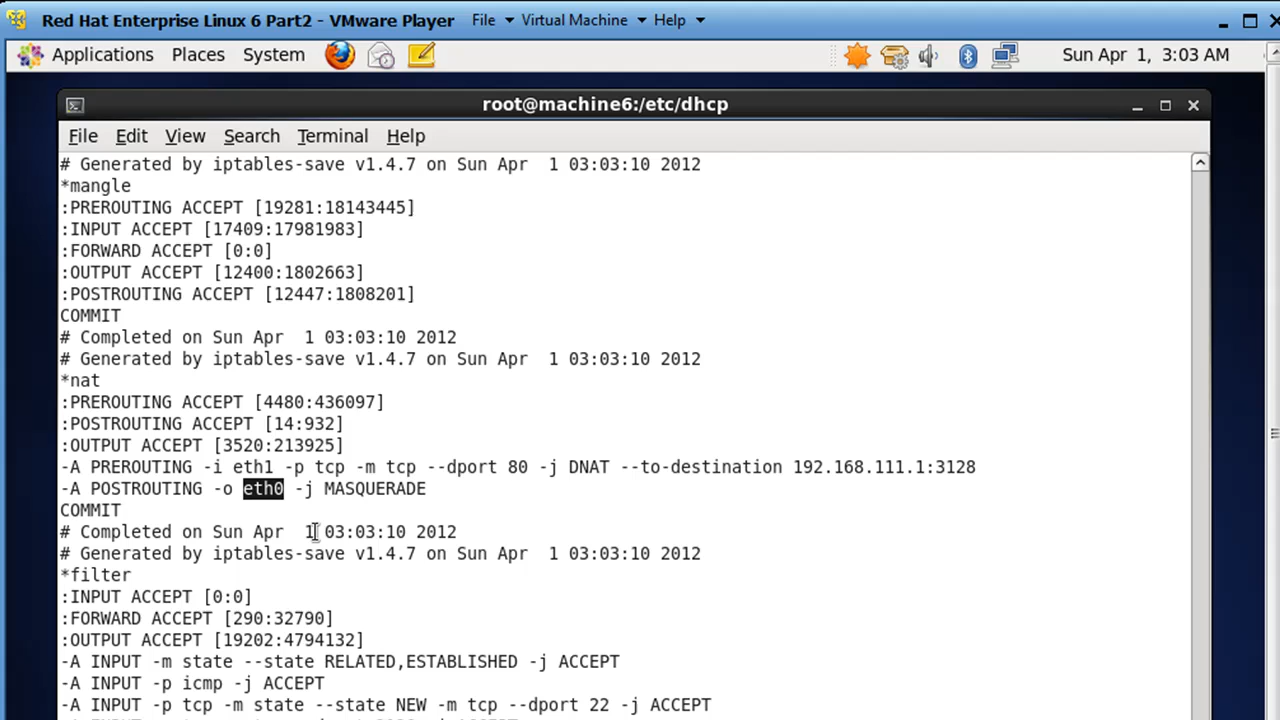 Red Hat Enterprise Linux 6 Part2 - VMware Player File Virtual Machine Help
Applications Places System Sun Apr 1, 3:03 AM
root@machine6:/etc/dhcp
File Edit View Search Terminal Help
# Generated by iptables-save v1.4.7 on Sun Apr  1 03:03:10 2012
*mangle
:PREROUTING ACCEPT [19281:18143445]
:INPUT ACCEPT [17409:17981983]
:FORWARD ACCEPT [0:0]
:OUTPUT ACCEPT [12400:1802663]
:POSTROUTING ACCEPT [12447:1808201]
COMMIT
# Completed on Sun Apr  1 03:03:10 2012
# Generated by iptables-save v1.4.7 on Sun Apr  1 03:03:10 2012
*nat
:PREROUTING ACCEPT [4480:436097]
:POSTROUTING ACCEPT [14:932]
:OUTPUT ACCEPT [3520:213925]
-A PREROUTING -i eth1 -p tcp -m tcp --dport 80 -j DNAT --to-destination 192.168.111.1:3128
-A POSTROUTING -o eth0 -j MASQUERADE
COMMIT
# Completed on Sun Apr  1 03:03:10 2012
# Generated by iptables-save v1.4.7 on Sun Apr  1 03:03:10 2012
*filter
:INPUT ACCEPT [0:0]
:FORWARD ACCEPT [290:32790]
:OUTPUT ACCEPT [19202:4794132]
-A INPUT -m state --state RELATED,ESTABLISHED -j ACCEPT
-A INPUT -p icmp -j ACCEPT
-A INPUT -p tcp -m state --state NEW -m tcp --dport 22 -j ACCEPT